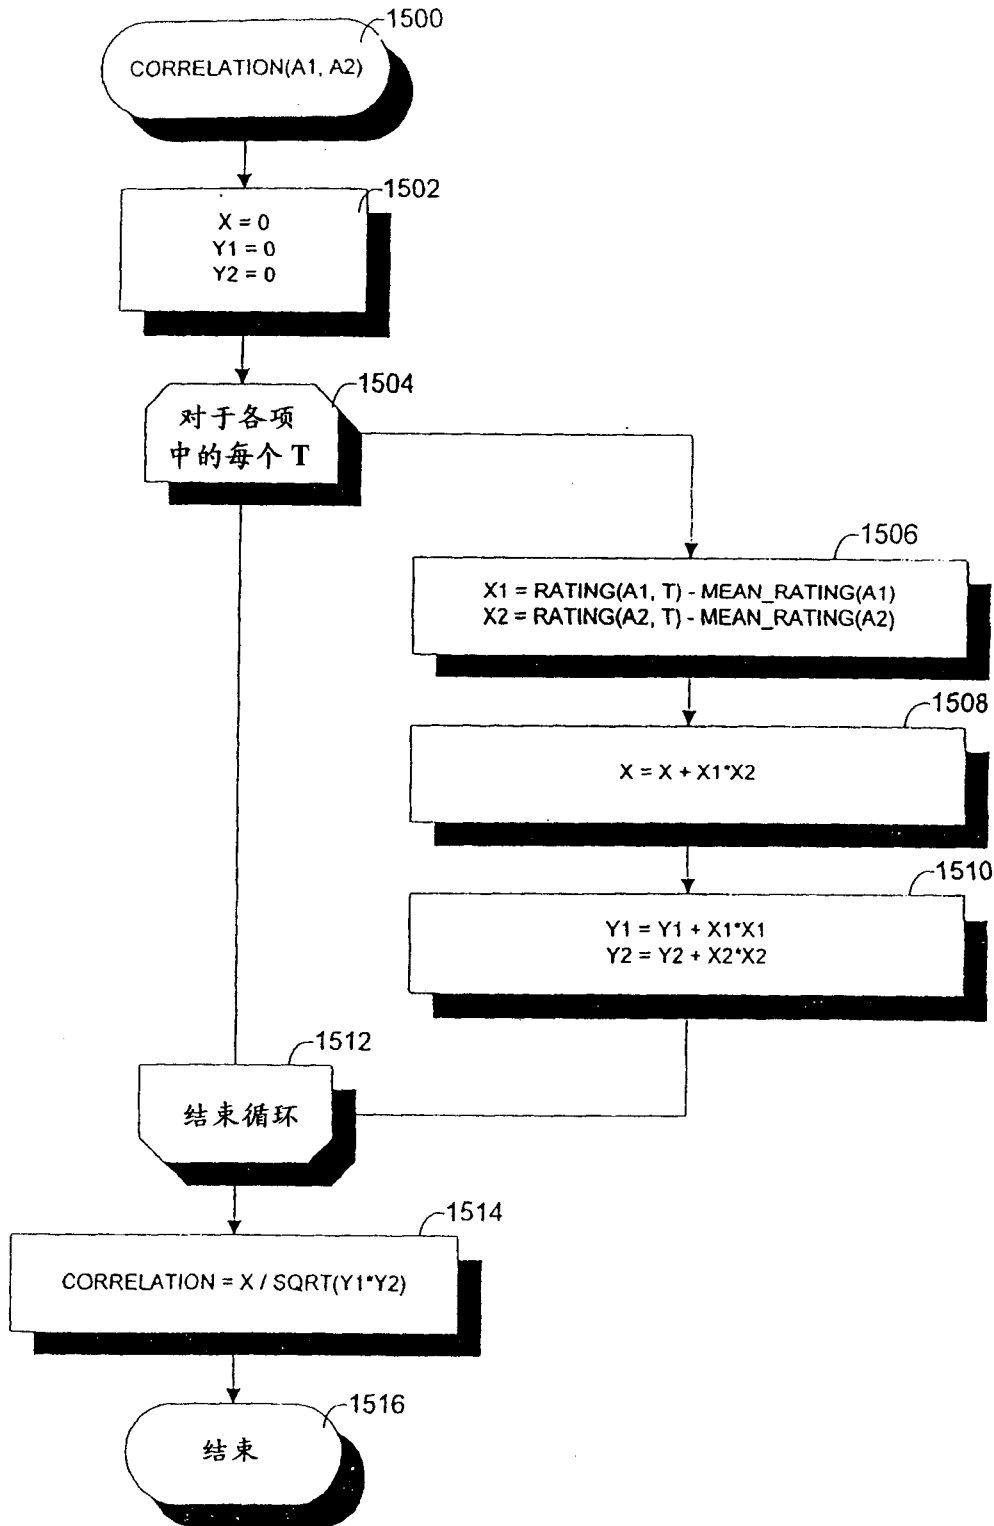 1500
CORRELATION(A1, A2)
1502
X = 0
Y1 = 0
Y2 = 0
1504
对于各项
中的每个 T
1506
X1 = RATING(A1, T) - MEAN_RATING(A1)
X2 = RATING(A2, T) - MEAN_RATING(A2)
1508
X = X + X1*X2
1510
Y1 = Y1 + X1*X1
Y2 = Y2 + X2*X2
1512
结束循环
1514
CORRELATION = X / SQRT(Y1*Y2)
1516
结束